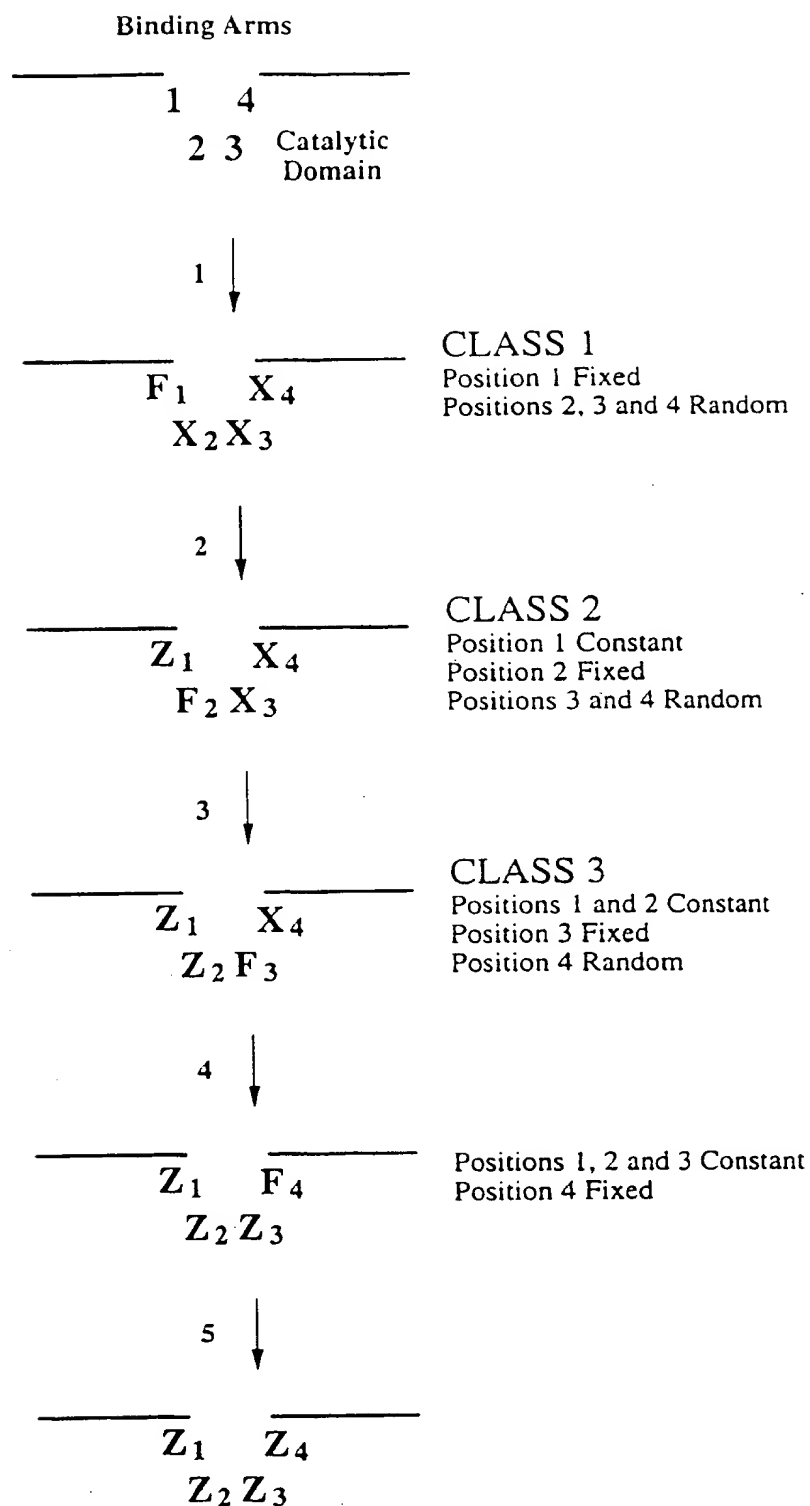 Binding Arms
1 4
2 3 Catalytic
Domain
1
F1 X4
X2 X3
CLASS 1
Position 1 Fixed
Positions 2, 3 and 4 Random
2
Z1 X4
F2 X3
CLASS 2
Position 1 Constant
Position 2 Fixed
Positions 3 and 4 Random
3
Z1 X4
Z2 F3
CLASS 3
Positions 1 and 2 Constant
Position 3 Fixed
Position 4 Random
4
Z1 F4
Z2 Z3
Positions 1, 2 and 3 Constant
Position 4 Fixed
5
Z1 Z4
Z2 Z3